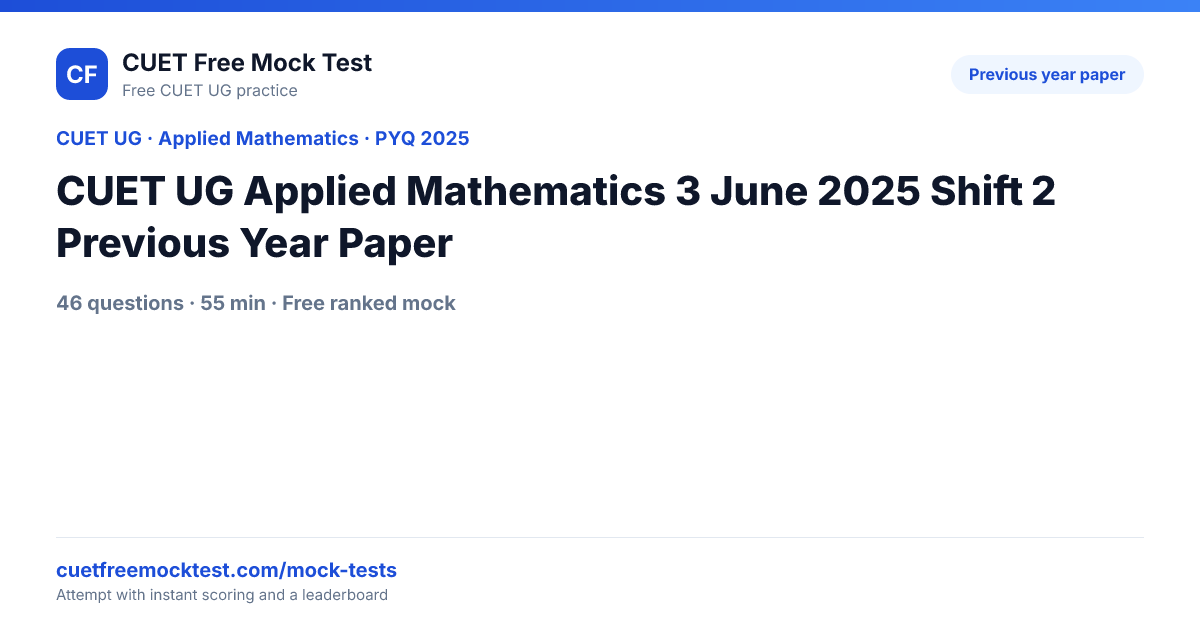 CF
CUET Free Mock Test
Free CUET UG practice
Previous year paper
CUET UG · Applied Mathematics · PYQ 2025
CUET UG Applied Mathematics 3 June 2025 Shift 2
Previous Year Paper
46 questions · 55 min · Free ranked mock
cuetfreemocktest.com/mock-tests
Attempt with instant scoring and a leaderboard